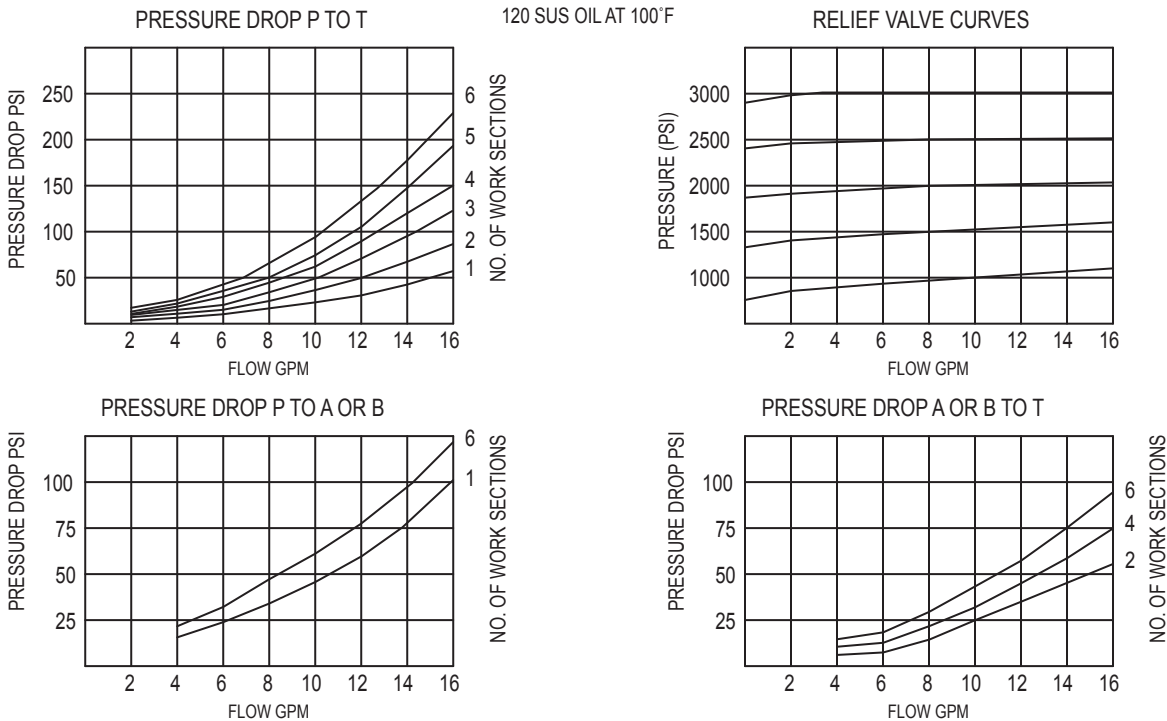 120 SUS OIL AT 100˚F
PRESSURE DROP P TO T
PRESSURE DROP PSI
250
200
150
100
50
2 4 6 8 10 12 14 16
FLOW GPM
6
5
4
3
2
1
NO. OF WORK SECTIONS
RELIEF VALVE CURVES
PRESSURE (PSI)
3000
2500
2000
1500
1000
2 4 6 8 10 12 14 16
FLOW GPM
PRESSURE DROP P TO A OR B
PRESSURE DROP PSI
100
75
50
25
2 4 6 8 10 12 14 16
FLOW GPM
6
1
NO. OF WORK SECTIONS
PRESSURE DROP A OR B TO T
PRESSURE DROP PSI
100
75
50
25
2 4 6 8 10 12 14 16
FLOW GPM
6
4
2
NO. OF WORK SECTIONS